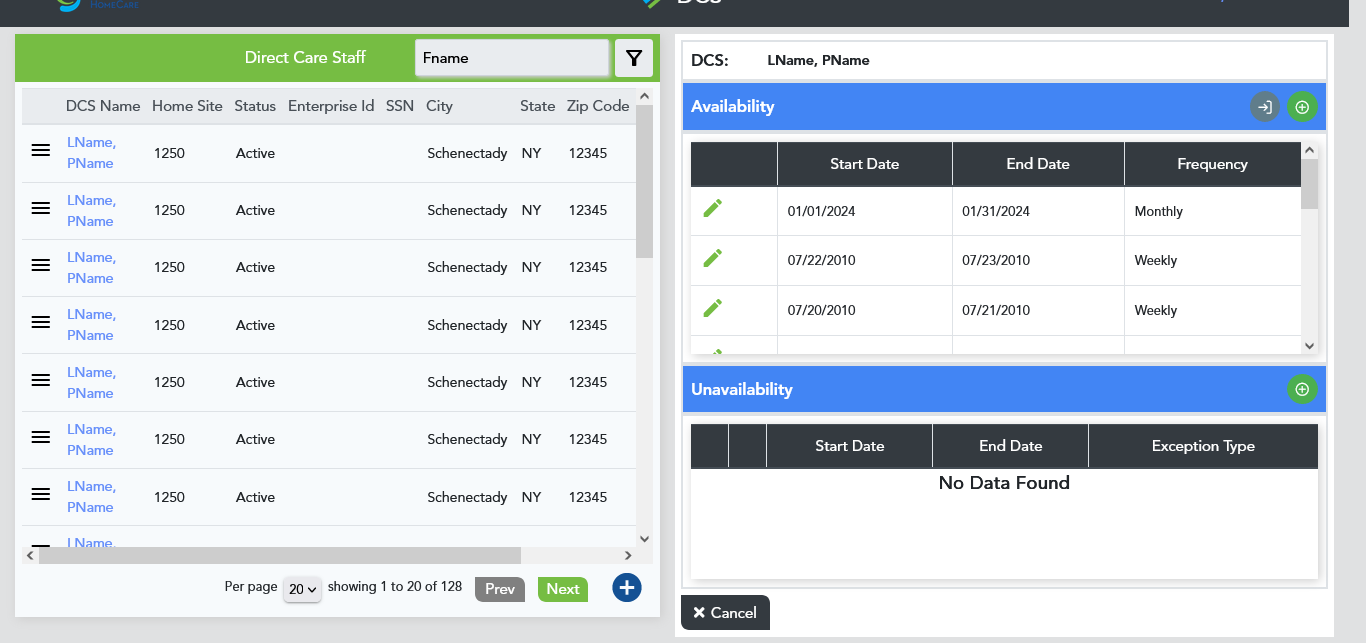 HomeCare
DCS
Direct Care Staff Fname
DCS Name Home Site Status Enterprise Id SSN City State Zip Code
LName,
PName 1250 Active Schenectady NY 12345
LName,
PName 1250 Active Schenectady NY 12345
LName,
PName 1250 Active Schenectady NY 12345
LName,
PName 1250 Active Schenectady NY 12345
LName,
PName 1250 Active Schenectady NY 12345
LName,
PName 1250 Active Schenectady NY 12345
LName,
PName 1250 Active Schenectady NY 12345
LName,
Per page 20 showing 1 to 20 of 128 Prev Next
DCS: LName, PName
Availability
Start Date End Date Frequency
01/01/2024 01/31/2024 Monthly
07/22/2010 07/23/2010 Weekly
07/20/2010 07/21/2010 Weekly
Unavailability
Start Date End Date Exception Type
No Data Found
Cancel